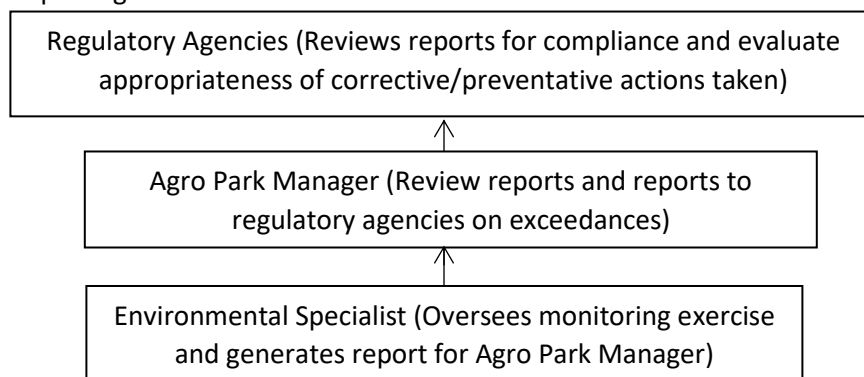 Regulatory Agencies (Reviews reports for compliance and evaluate
appropriateness of corrective/preventative actions taken)
Agro Park Manager (Review reports and reports to
regulatory agencies on exceedances)
Environmental Specialist (Oversees monitoring exercise
and generates report for Agro Park Manager)